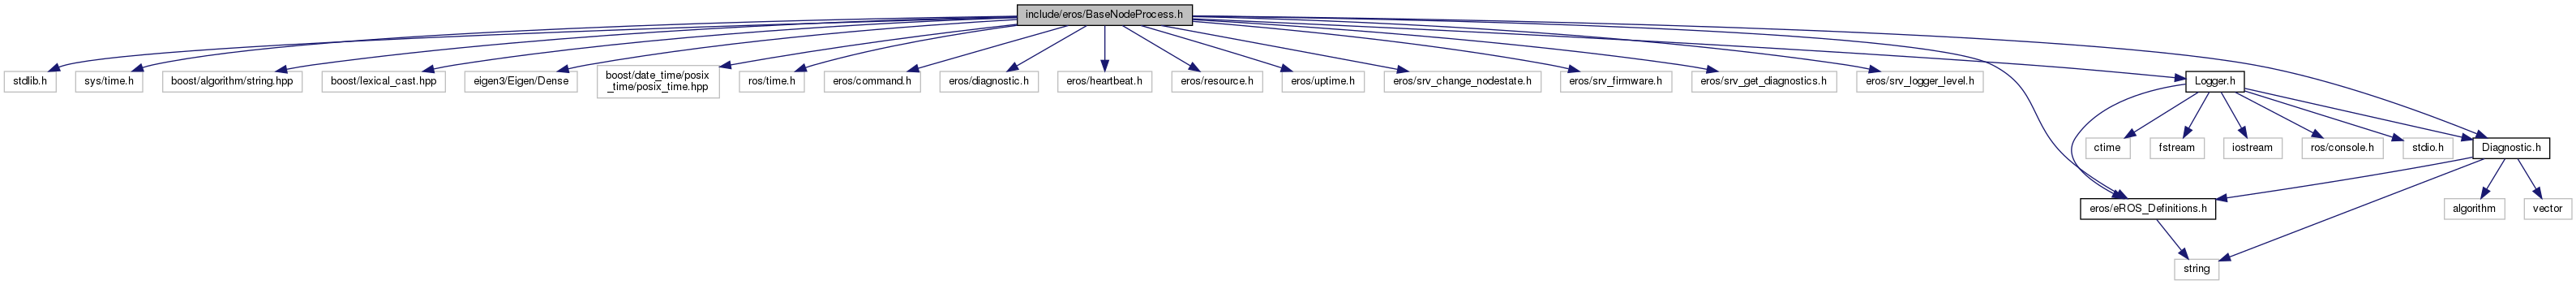 include/eros/BaseNodeProcess.h
stdlib.h
sys/time.h
boost/algorithm/string.hpp
boost/lexical_cast.hpp
eigen3/Eigen/Dense
boost/date_time/posix
_time/posix_time.hpp
ros/time.h
eros/command.h
eros/diagnostic.h
eros/heartbeat.h
eros/resource.h
eros/uptime.h
eros/srv_change_nodestate.h
eros/srv_firmware.h
eros/srv_get_diagnostics.h
eros/srv_logger_level.h
Logger.h
ctime
fstream
iostream
ros/console.h
stdio.h
Diagnostic.h
eros/eROS_Definitions.h
algorithm
vector
string